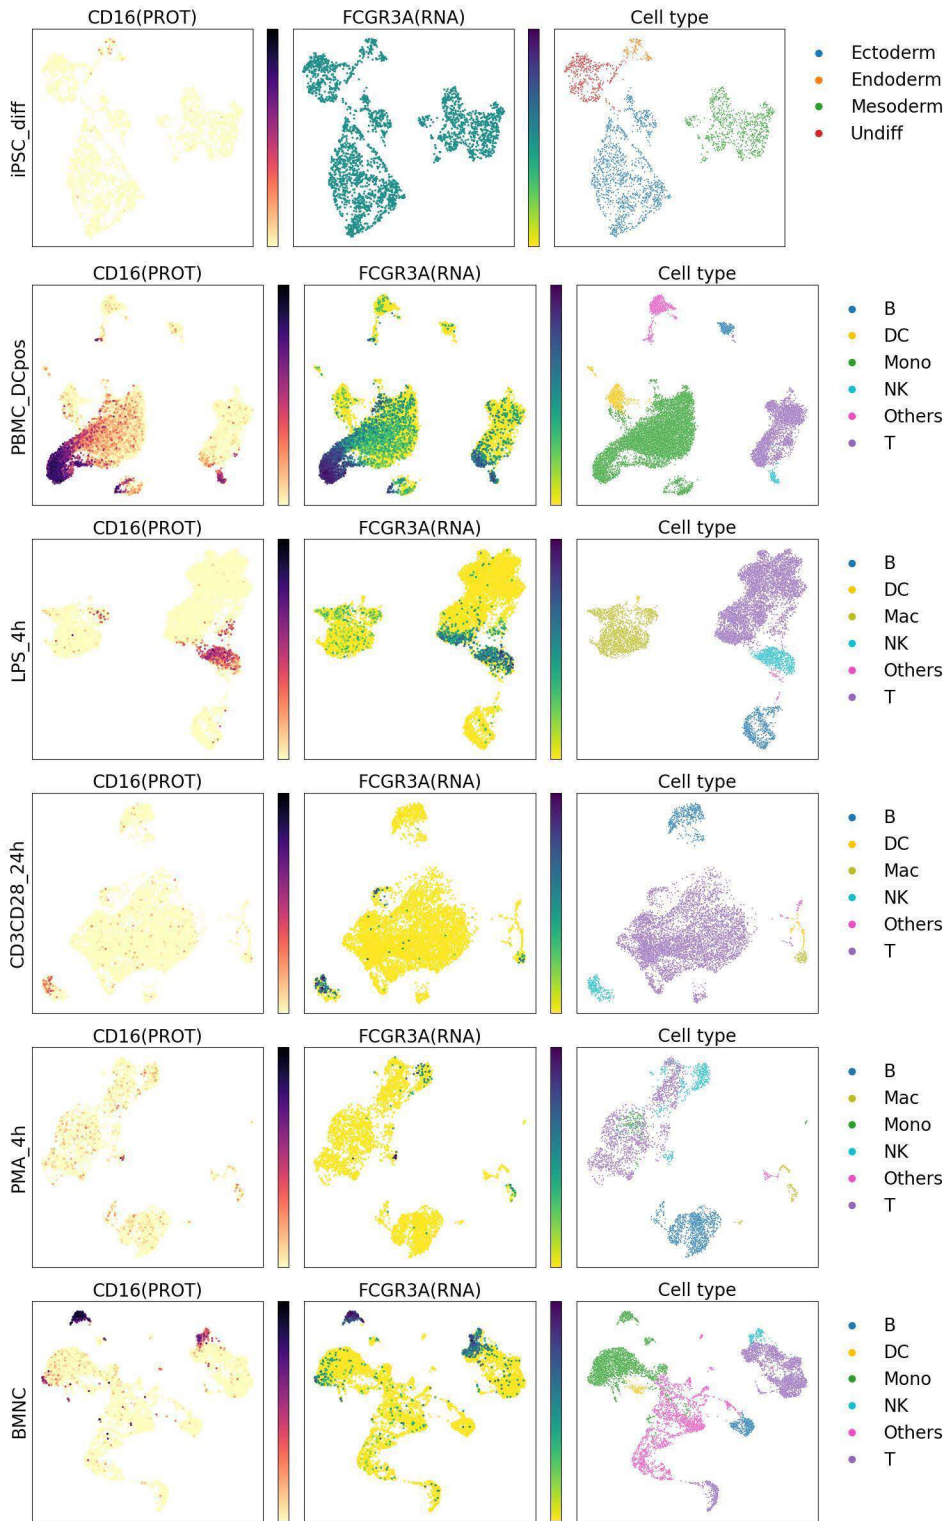 CD16(PROT) FCGR3A(RNA) Cell type
iPSC_diff
Ectoderm
Endoderm
Mesoderm
Undiff
CD16(PROT) FCGR3A(RNA) Cell type
PBMC_DCpos
B
DC
Mono
NK
Others
T
CD16(PROT) FCGR3A(RNA) Cell type
LPS_4h
B
DC
Mac
NK
Others
T
CD16(PROT) FCGR3A(RNA) Cell type
CD3CD28_24h
B
DC
Mac
NK
Others
T
CD16(PROT) FCGR3A(RNA) Cell type
PMA_4h
B
Mac
Mono
NK
Others
T
CD16(PROT) FCGR3A(RNA) Cell type
BMNC
B
DC
Mono
NK
Others
T